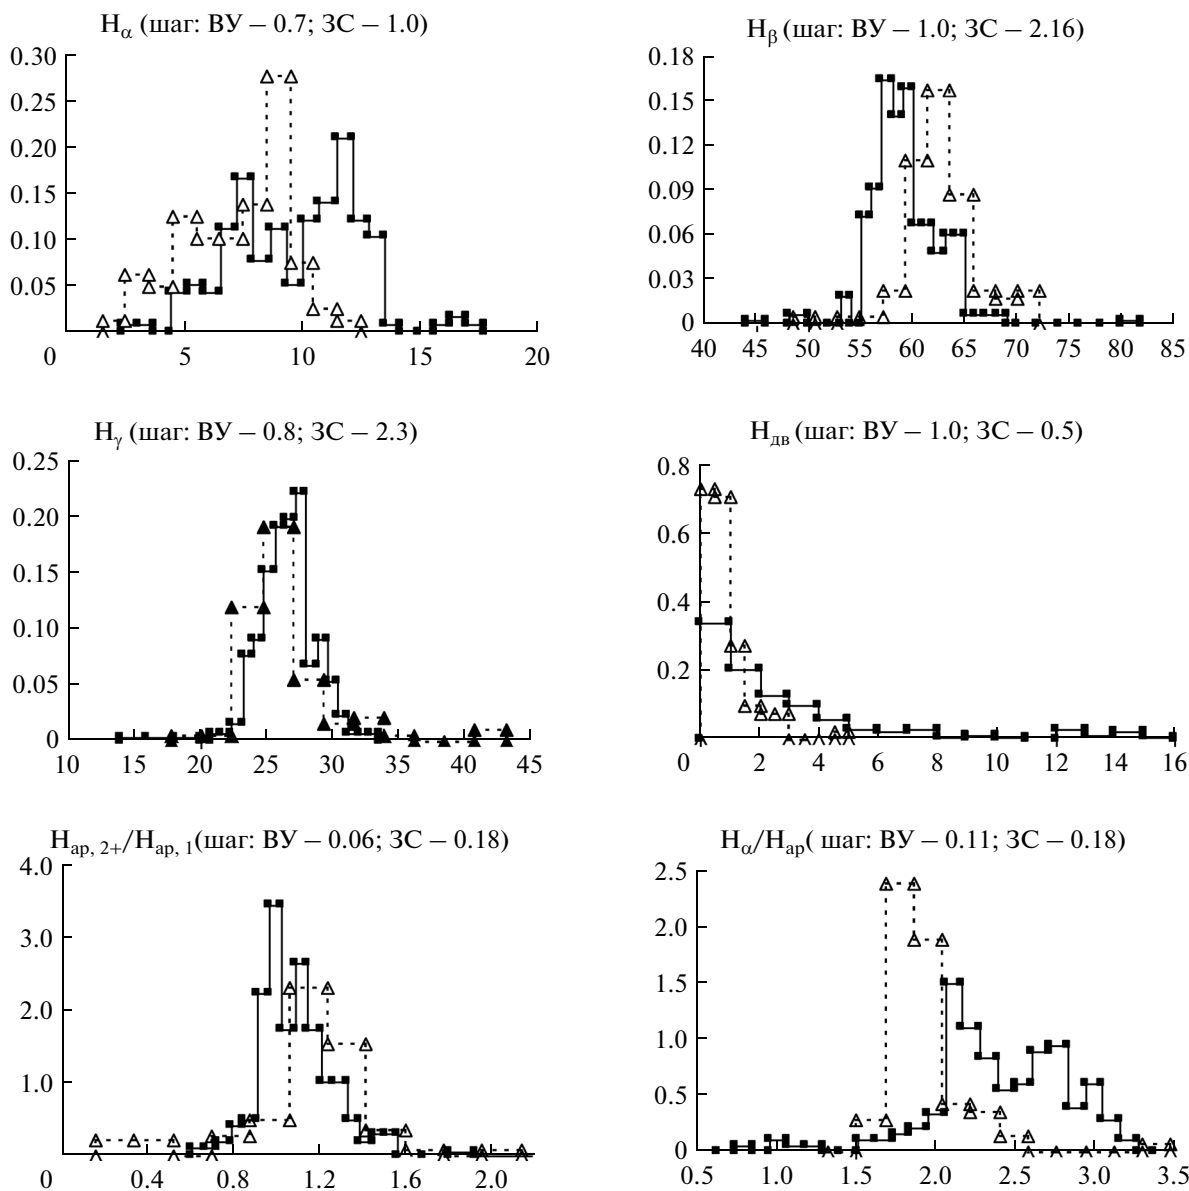 Hα (шаг: ВУ – 0.7; ЗС – 1.0)
0.30
0.25
0.20
0.15
0.10
0.05
0 5 10 15 20
Hβ (шаг: ВУ – 1.0; ЗС – 2.16)
0.18
0.15
0.12
0.09
0.06
0.03
0
40 45 50 55 60 65 70 75 80 85
Hγ (шаг: ВУ – 0.8; ЗС – 2.3)
0.25
0.20
0.15
0.10
0.05
0
10 15 20 25 30 35 40 45
Hдв (шаг: ВУ – 1.0; ЗС – 0.5)
0.8
0.6
0.4
0.2
0 2 4 6 8 10 12 14 16
Hар, 2+/Hар, 1(шаг: ВУ – 0.06; ЗС – 0.18)
4.0
3.0
2.0
1.0
0 0.4 0.8 1.2 1.6 2.0
Hα/Hар( шаг: ВУ – 0.11; ЗС – 0.18)
2.5
2.0
1.5
1.0
0.5
0
0.5 1.0 1.5 2.0 2.5 3.0 3.5